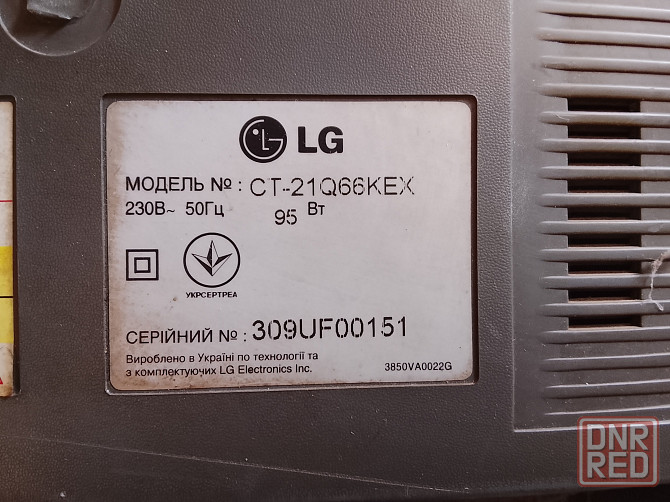 LG
МОДЕЛЬ № : CT-21Q66KEX
230В~ 50Гц 95 Вт
УКРСЕРТРЕА
СЕРІЙНИЙ № : 309UF00151
Вироблено в Україні по технології та
з комплектуючих LG Electronics Inc.
3850VA0022G
DNR
RED